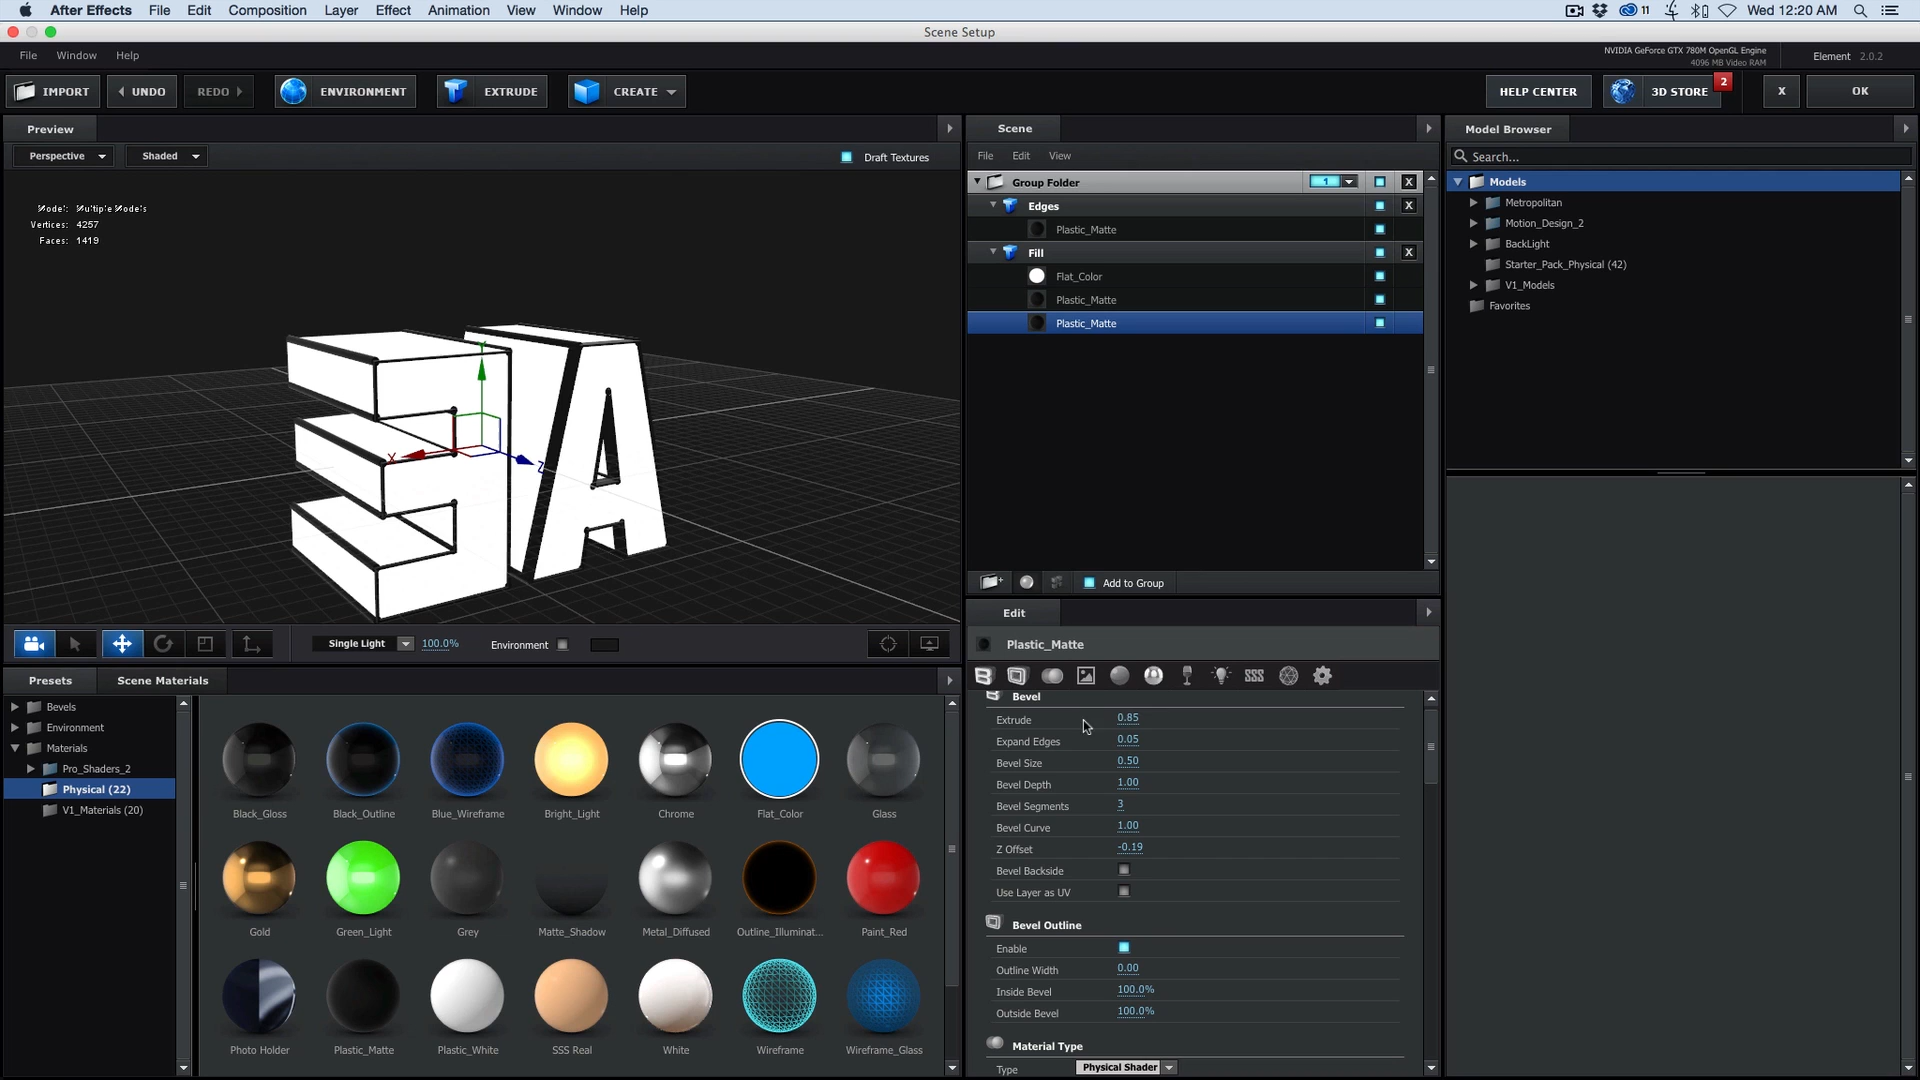 After Effects File Edit Composition Layer Effect Animation View Window Help 11 Wed 12:20 AM
Scene Setup
File Window Help NVIDIA GeForce GTX 780M OpenGL Engine
4096 MB Video RAM
Element 2.0.2
IMPORT UNDO REDO ENVIRONMENT EXTRUDE CREATE HELP CENTER 3D STORE 2 X OK
Preview
Perspective Shaded Draft Textures
Model: Multiple Models
Vertices: 4257
Faces: 1419
X Y Z
Single Light 100.0% Environment
Scene
File Edit View
Group Folder 1 X
Edges X
Plastic_Matte
Fill X
Flat_Color
Plastic_Matte
Plastic_Matte
Add to Group
Model Browser
Search...
Models
Metropolitan
Motion_Design_2
BackLight
Starter_Pack_Physical (42)
V1_Models
Favorites
Presets Scene Materials
Bevels
Environment
Materials
Pro_Shaders_2
Physical (22)
V1_Materials (20)
Black_Gloss Black_Outline Blue_Wireframe Bright_Light Chrome Flat_Color Glass
Gold Green_Light Grey Matte_Shadow Metal_Diffused Outline_Illuminat... Paint_Red
Photo Holder Plastic_Matte Plastic_White SSS Real White Wireframe Wireframe_Glass
Edit
Plastic_Matte
SSS
Bevel
Extrude 0.85
Expand Edges 0.05
Bevel Size 0.50
Bevel Depth 1.00
Bevel Segments 3
Bevel Curve 1.00
Z Offset -0.19
Bevel Backside
Use Layer as UV
Bevel Outline
Enable
Outline Width 0.00
Inside Bevel 100.0%
Outside Bevel 100.0%
Material Type
Type Physical Shader